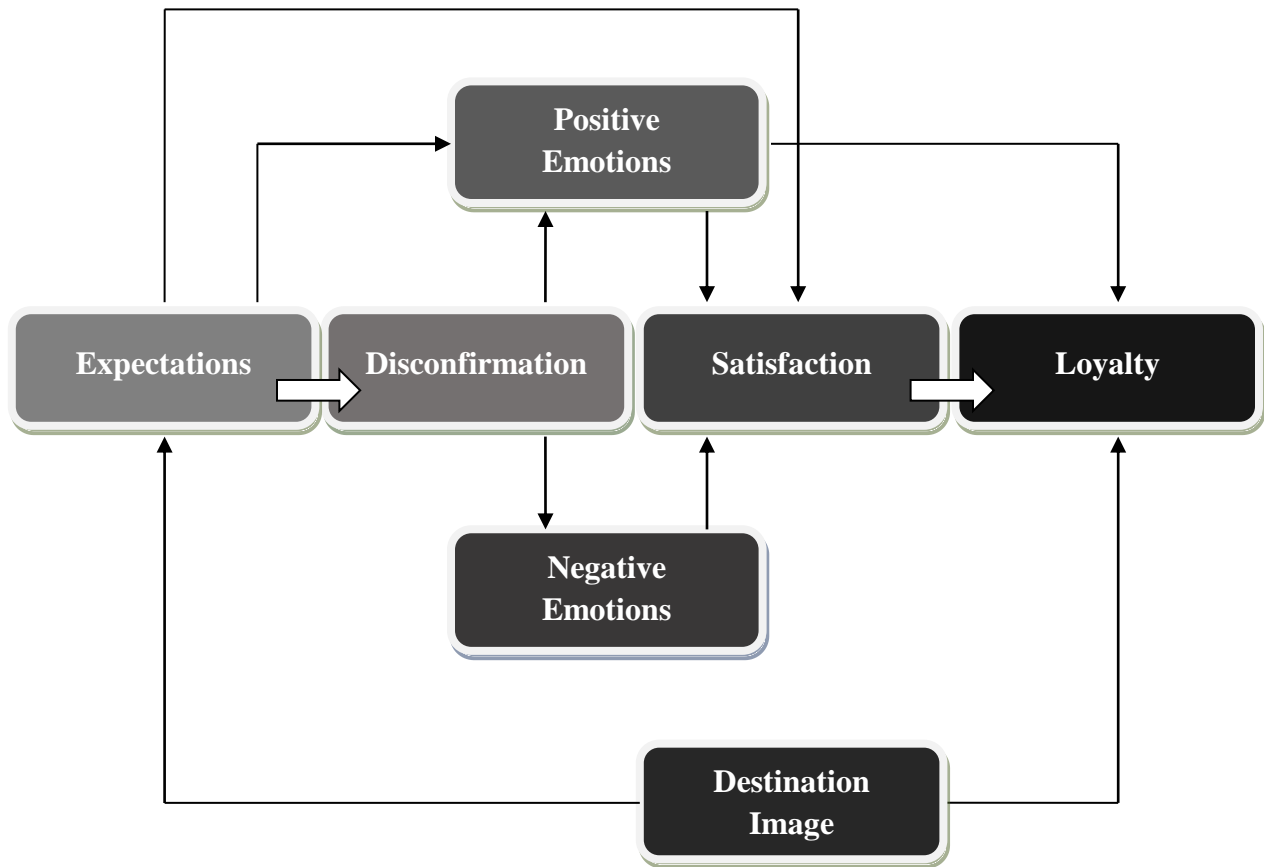 Positive
Emotions
Expectations
Disconfirmation
Satisfaction
Loyalty
Negative
Emotions
Destination
Image